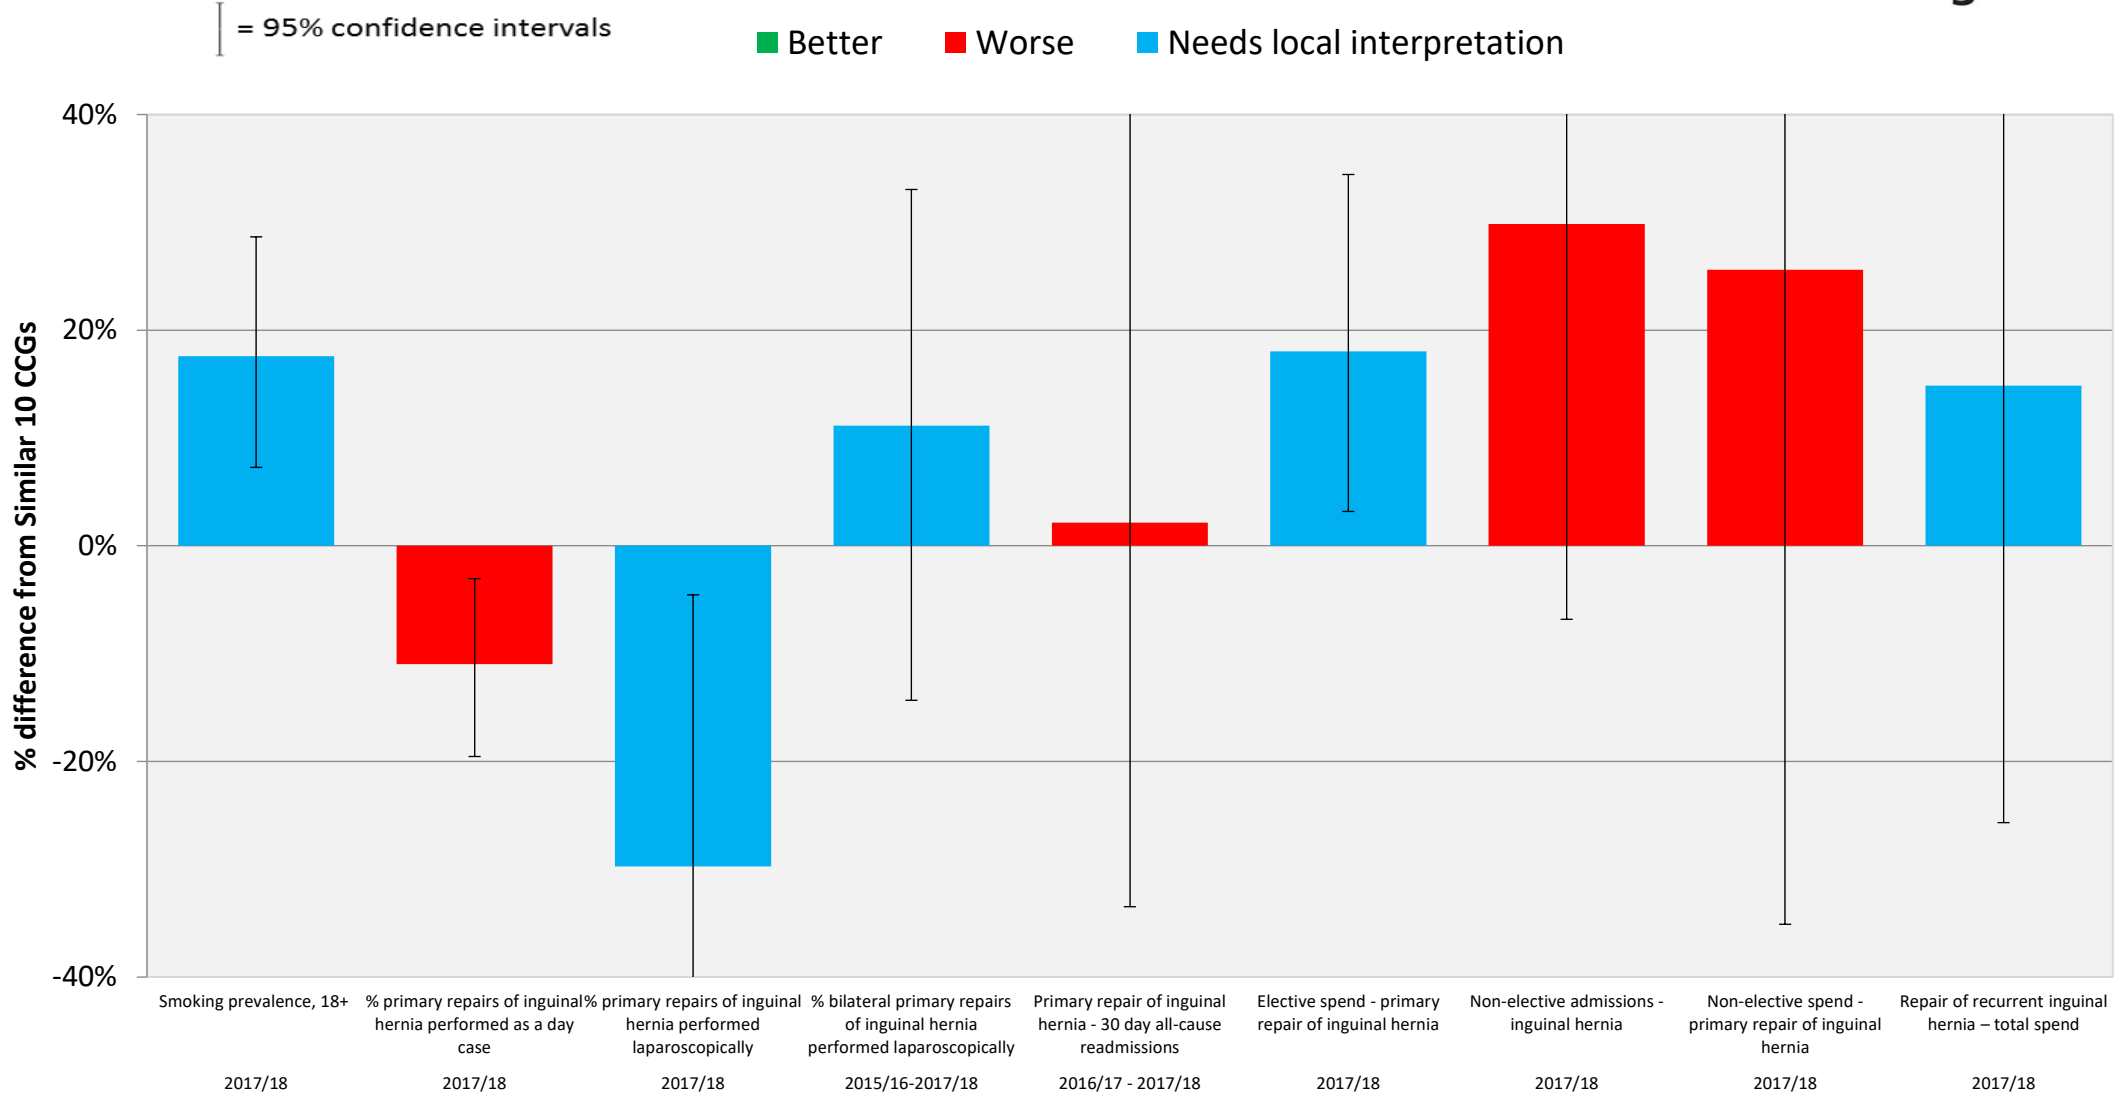 = 95% confidence intervals
Better
Worse
Needs local interpretation
% difference from Similar 10 CCGs
40%
20%
0%
-20%
-40%
Smoking prevalence, 18+
2017/18
% primary repairs of inguinal
hernia performed as a day
case
2017/18
% primary repairs of inguinal
hernia performed
laparoscopically
2017/18
% bilateral primary repairs
of inguinal hernia
performed laparoscopically
2015/16-2017/18
Primary repair of inguinal
hernia - 30 day all-cause
readmissions
2016/17 - 2017/18
Elective spend - primary
repair of inguinal hernia
2017/18
Non-elective admissions -
inguinal hernia
2017/18
Non-elective spend -
primary repair of inguinal
hernia
2017/18
Repair of recurrent inguinal
hernia – total spend
2017/18